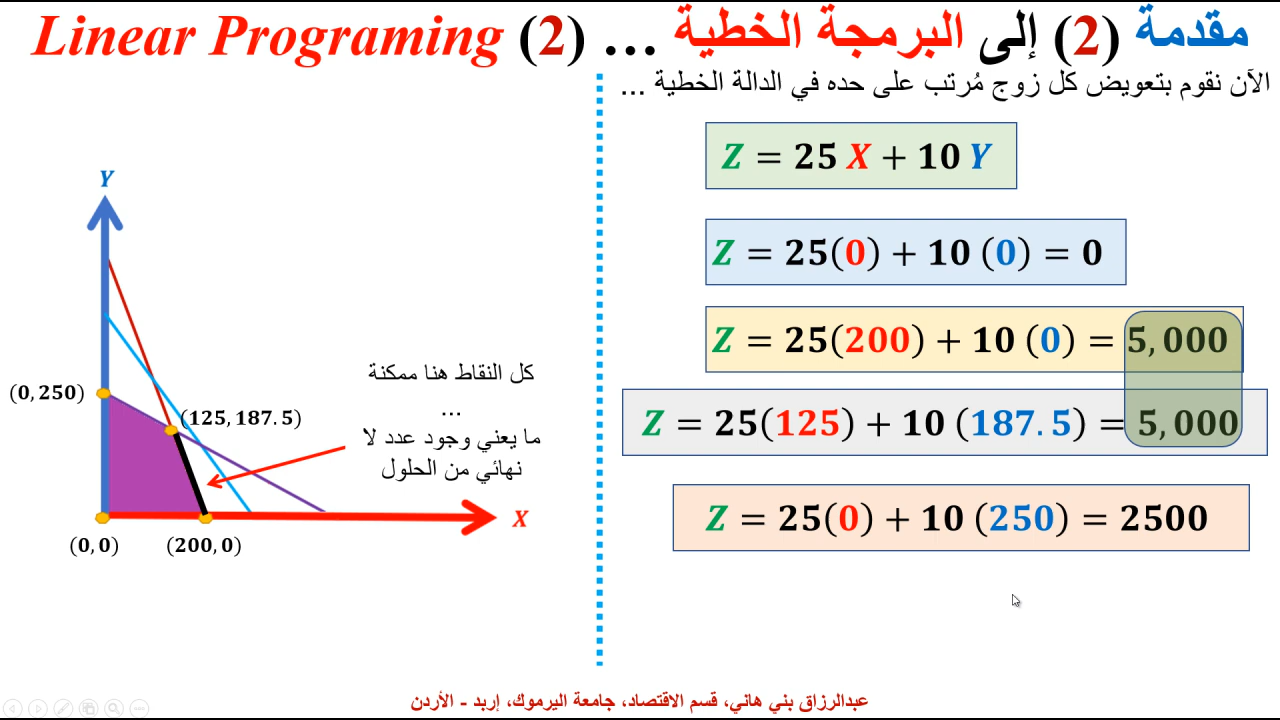 مقدمة (2) إلى البرمجة الخطية ... (2) Linear Programing
الآن نقوم بتعويض كل زوج مُرتب على حده في الدالة الخطية ...
Z = 25 X + 10 Y
Z = 25(0) + 10 (0) = 0
Z = 25(200) + 10 (0) = 5,000
Z = 25(125) + 10 (187.5) = 5,000
Z = 25(0) + 10 (250) = 2500
Y
(0, 250)
(125, 187.5)
كل النقاط هنا ممكنة
...
ما يعني وجود عدد لا
نهائي من الحلول
X
(0, 0)
(200, 0)
عبدالرزاق بني هاني، قسم الاقتصاد، جامعة اليرموك، إربد - الأردن